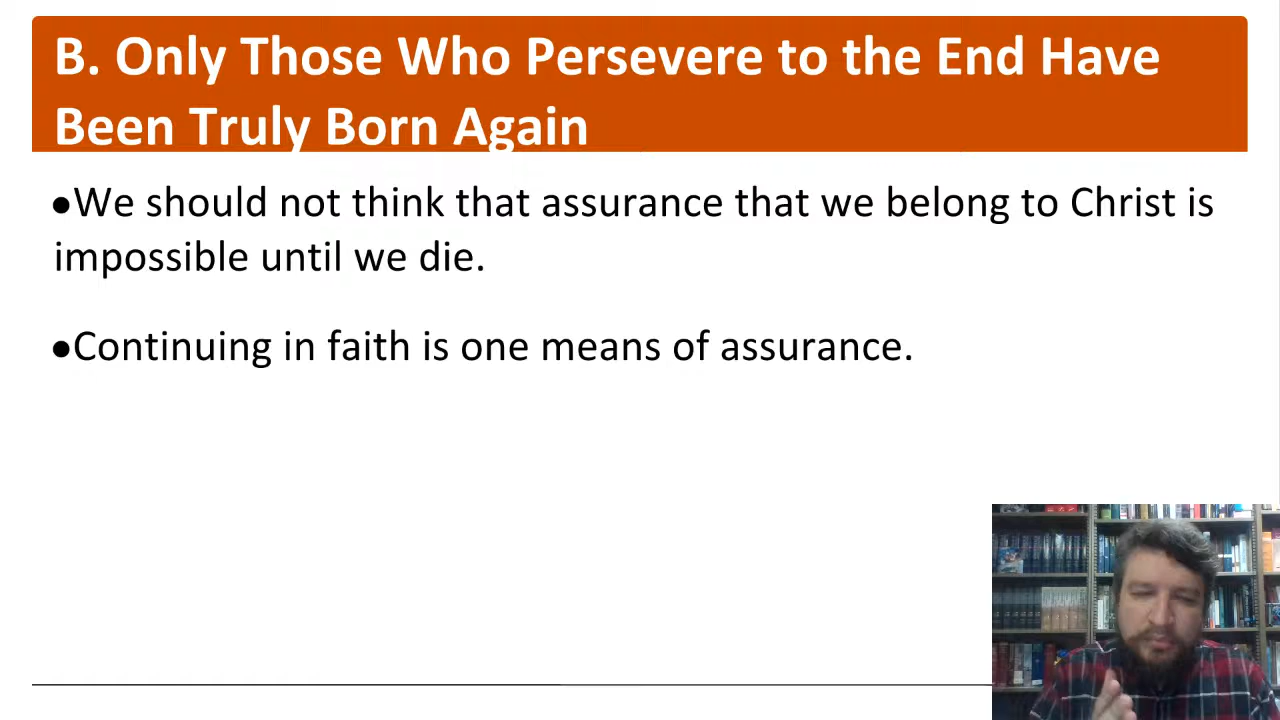 B. Only Those Who Persevere to the End Have
Been Truly Born Again
●We should not think that assurance that we belong to Christ is
impossible until we die.
●Continuing in faith is one means of assurance.